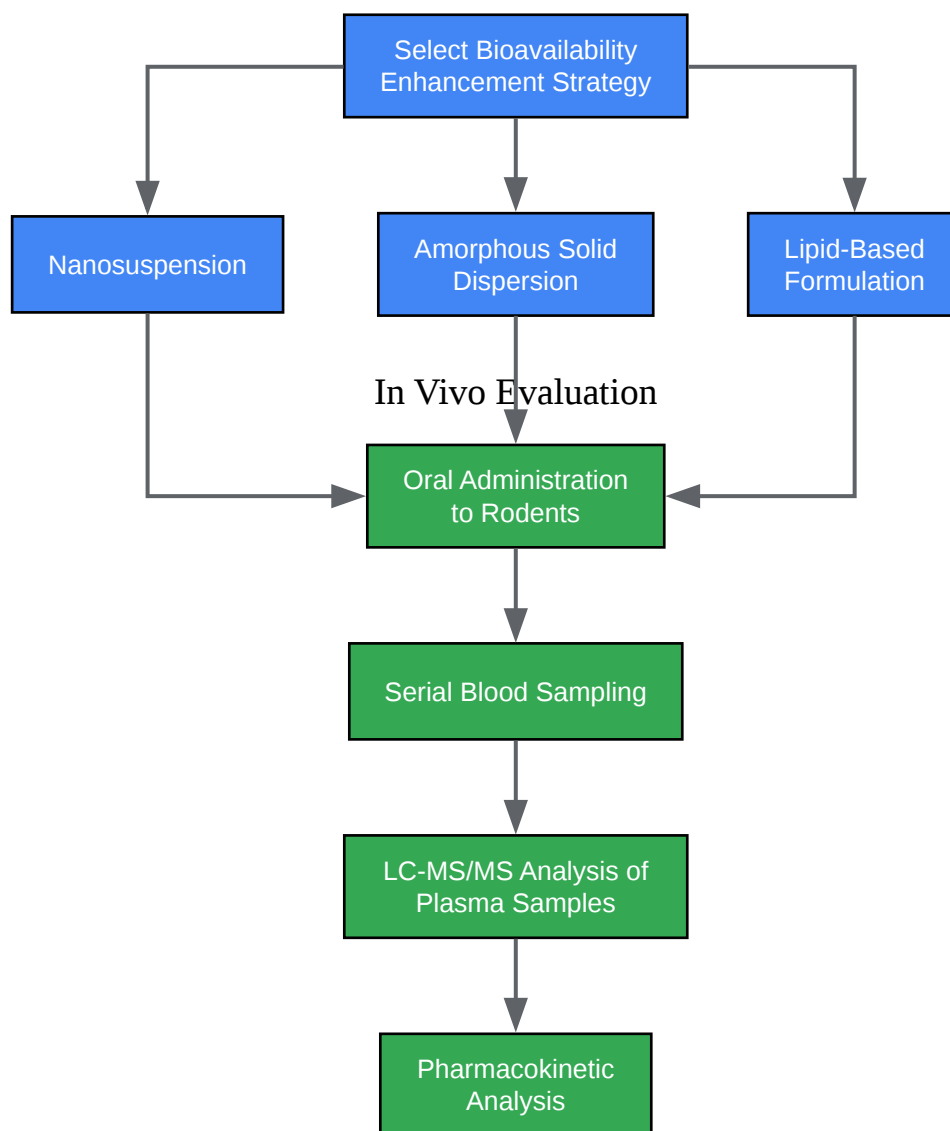 Select Bioavailability
Enhancement Strategy
Nanosuspension
Amorphous Solid
Dispersion
Lipid-Based
Formulation
In Vivo Evaluation
Oral Administration
to Rodents
Serial Blood Sampling
LC-MS/MS Analysis of
Plasma Samples
Pharmacokinetic
Analysis